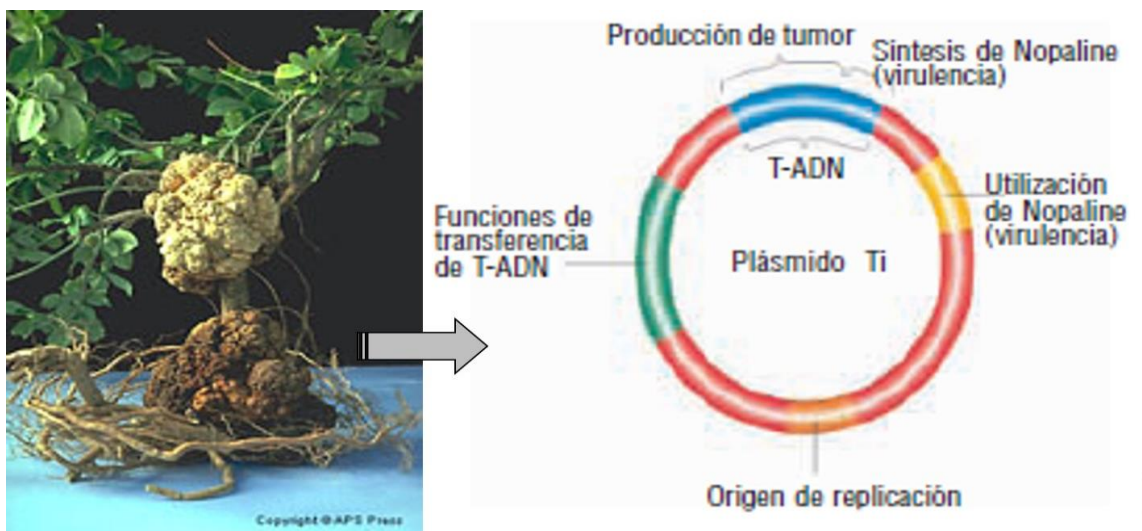 Producción de tumor
Síntesis de Nopaline
(virulencia)
T-ADN
Utilización
de Nopaline
(virulencia)
Funciones de
transferencia
de T-ADN
Plásmido Ti
Origen de replicación
Copyright © APS Press